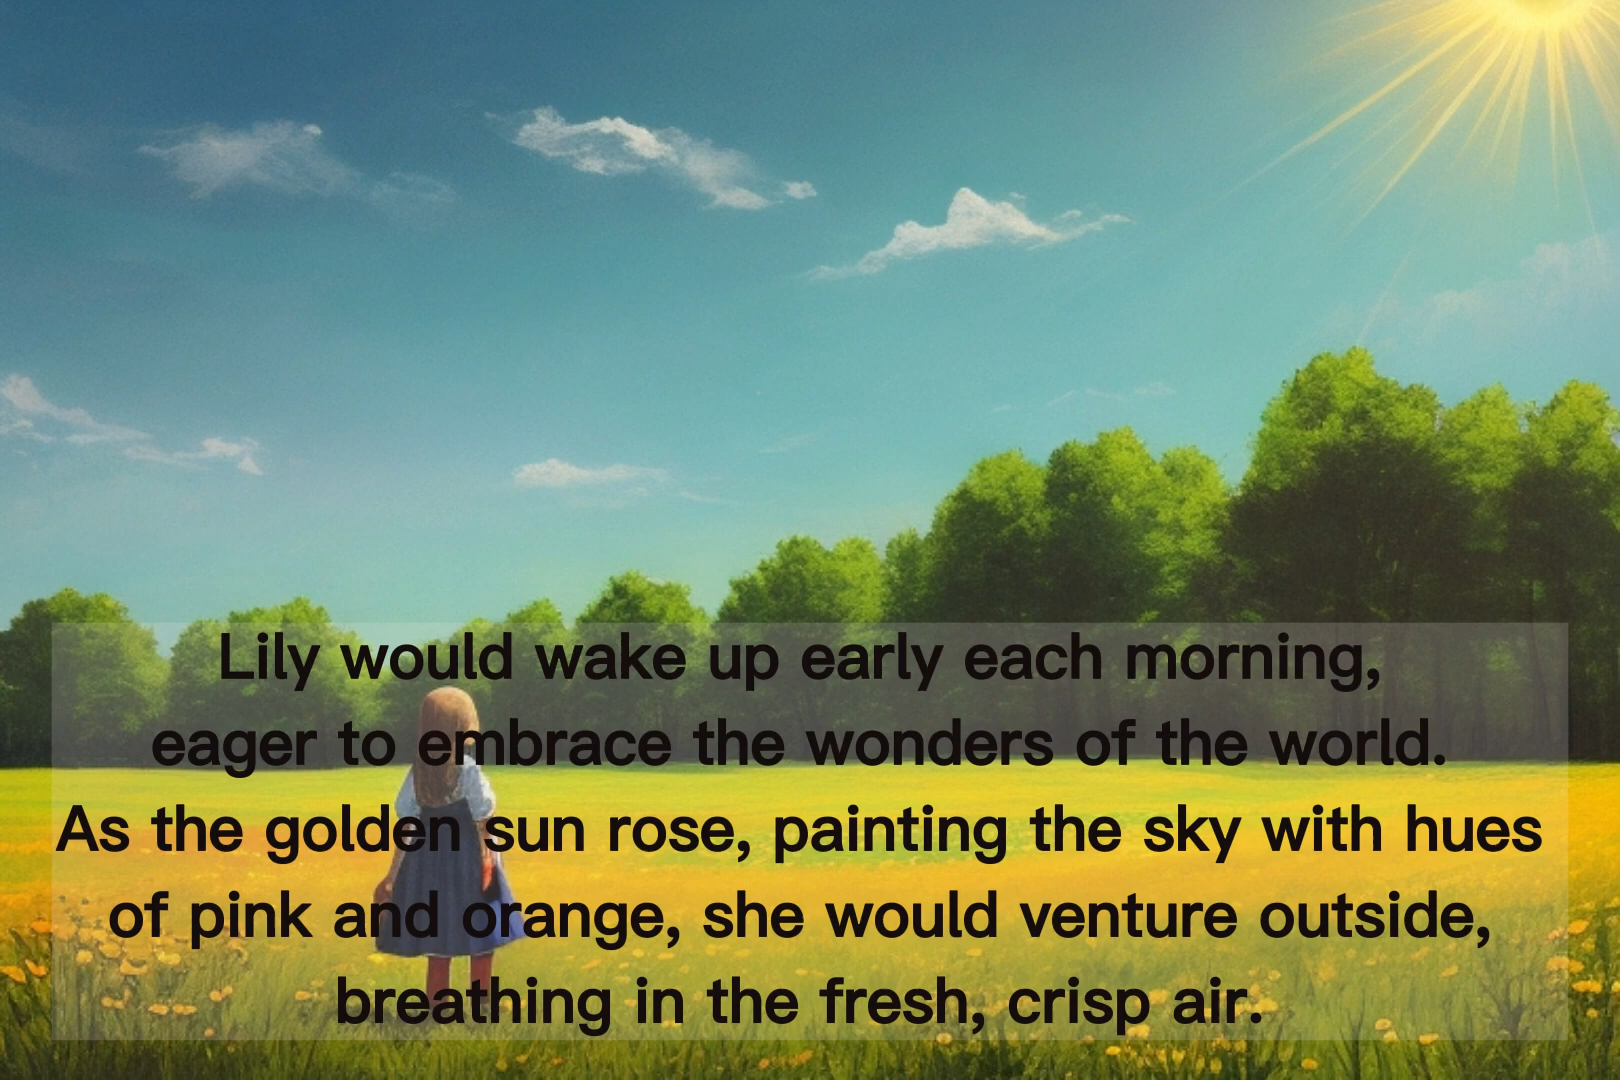 Lily would wake up early each morning,
eager to embrace the wonders of the world.
As the golden sun rose, painting the sky with hues
of pink and orange, she would venture outside,
breathing in the fresh, crisp air.